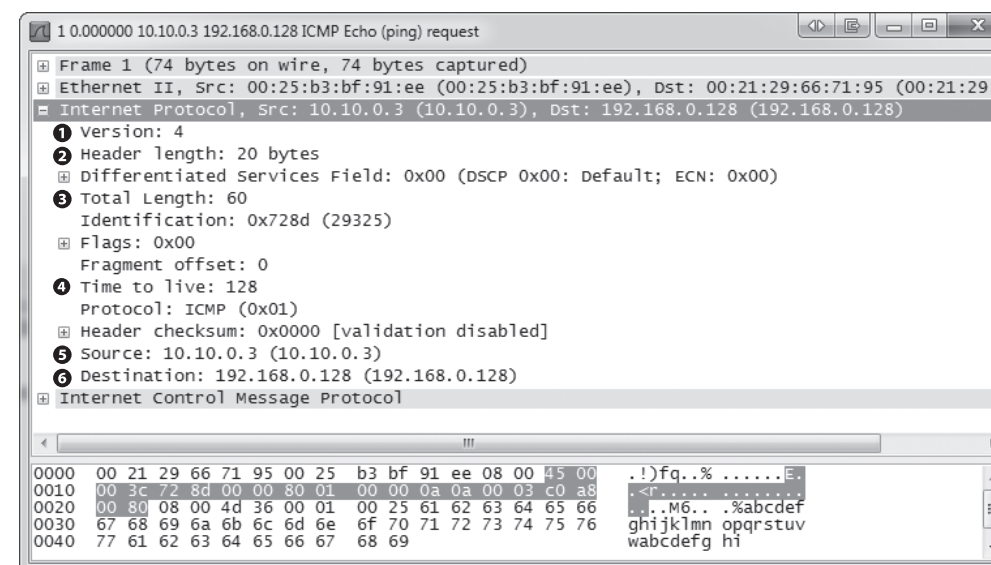 1 0.000000 10.10.0.3 192.168.0.128 ICMP Echo (ping) request
Frame 1 (74 bytes on wire, 74 bytes captured)
Ethernet II, Src: 00:25:b3:bf:91:ee (00:25:b3:bf:91:ee), Dst: 00:21:29:66:71:95 (00:21:29
Internet Protocol, Src: 10.10.0.3 (10.10.0.3), Dst: 192.168.0.128 (192.168.0.128)
❶ Version: 4
❷ Header length: 20 bytes
Differentiated Services Field: 0x00 (DSCP 0x00: Default; ECN: 0x00)
❸ Total Length: 60
Identification: 0x728d (29325)
Flags: 0x00
Fragment offset: 0
❹ Time to live: 128
Protocol: ICMP (0x01)
Header checksum: 0x0000 [validation disabled]
❺ Source: 10.10.0.3 (10.10.0.3)
❻ Destination: 192.168.0.128 (192.168.0.128)
Internet Control Message Protocol
0000 00 21 29 66 71 95 00 25 b3 bf 91 ee 08 00 45 00 .!)fq..% ......E.
0010 00 3c 72 8d 00 00 80 01 00 00 0a 0a 00 03 c0 a8 .<r..... ........
0020 00 80 08 00 4d 36 00 01 00 25 61 62 63 64 65 66 ....M6.. .%abcdef
0030 67 68 69 6a 6b 6c 6d 6e 6f 70 71 72 73 74 75 76 ghijklmn opqrstuv
0040 77 61 62 63 64 65 66 67 68 69 wabcdefg hi